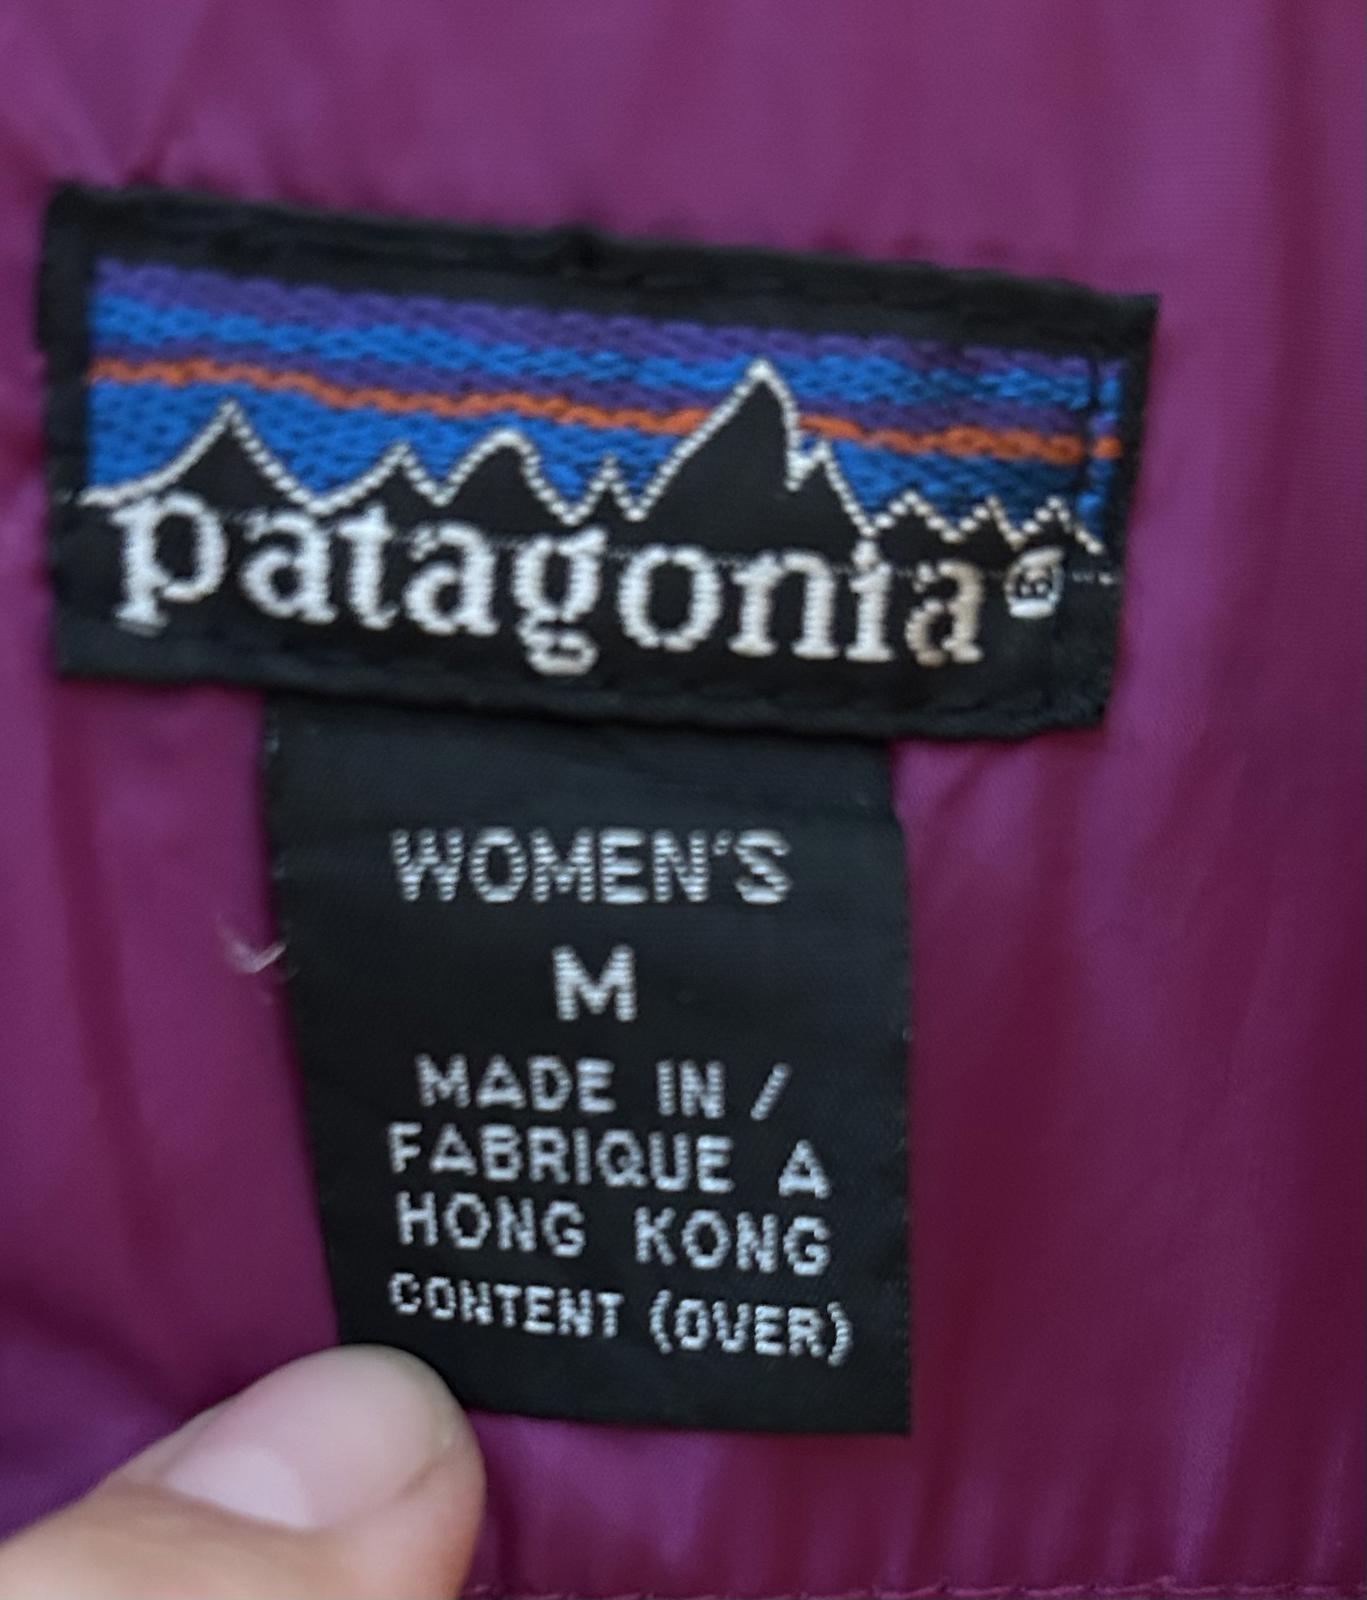 patagonia®
WOMEN'S
M
MADE IN /
FABRIQUE A
HONG KONG
CONTENT (OVER)